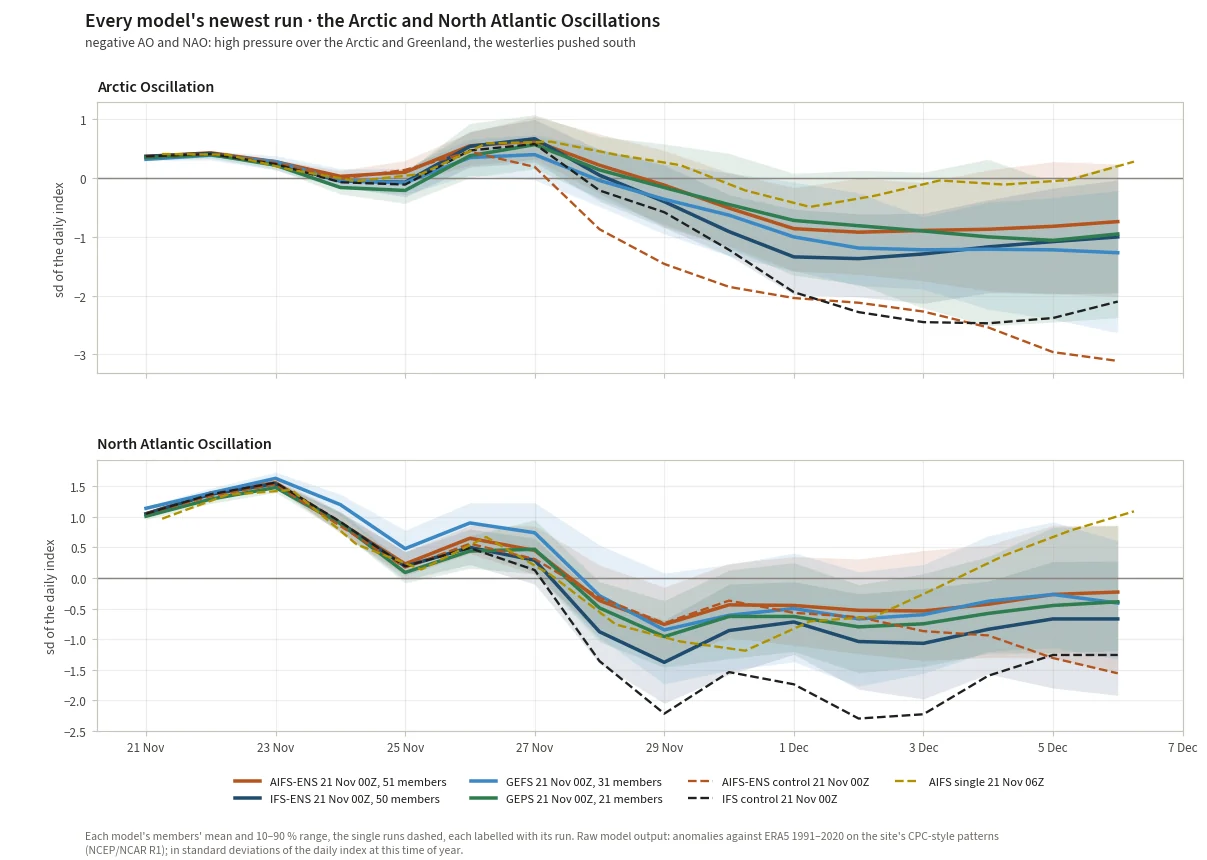 Every model's newest run · the Arctic and North Atlantic Oscillations
negative AO and NAO: high pressure over the Arctic and Greenland, the westerlies pushed south
Arctic Oscillation
sd of the daily index
1
0
−1
−2
−3
North Atlantic Oscillation
sd of the daily index
1.5
1.0
0.5
0.0
−0.5
−1.0
−1.5
−2.0
−2.5
21 Nov 23 Nov 25 Nov 27 Nov 29 Nov 1 Dec 3 Dec 5 Dec 7 Dec
AIFS-ENS 21 Nov 00Z, 51 members GEFS 21 Nov 00Z, 31 members AIFS-ENS control 21 Nov 00Z AIFS single 21 Nov 06Z
IFS-ENS 21 Nov 00Z, 50 members GEPS 21 Nov 00Z, 21 members IFS control 21 Nov 00Z
Each model's members' mean and 10–90 % range, the single runs dashed, each labelled with its run. Raw model output: anomalies against ERA5 1991–2020 on the site's CPC-style patterns
(NCEP/NCAR R1); in standard deviations of the daily index at this time of year.